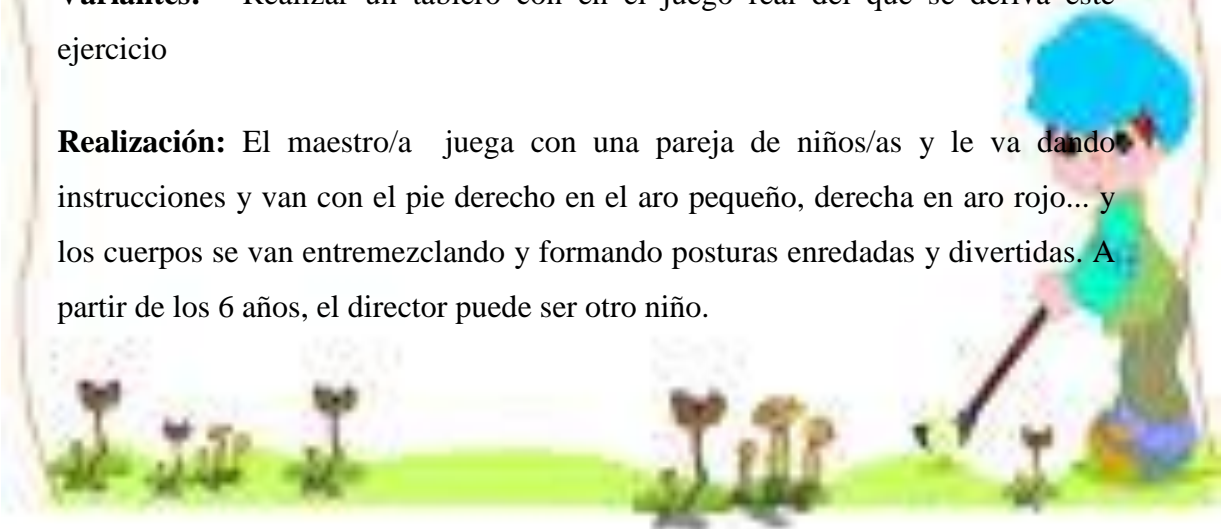 Variantes: Realizar un tablero con en el juego real del que se deriva este
ejercicio
Realización: El maestro/a juega con una pareja de niños/as y le va dando
instrucciones y van con el pie derecho en el aro pequeño, derecha en aro rojo... y
los cuerpos se van entremezclando y formando posturas enredadas y divertidas. A
partir de los 6 años, el director puede ser otro niño.